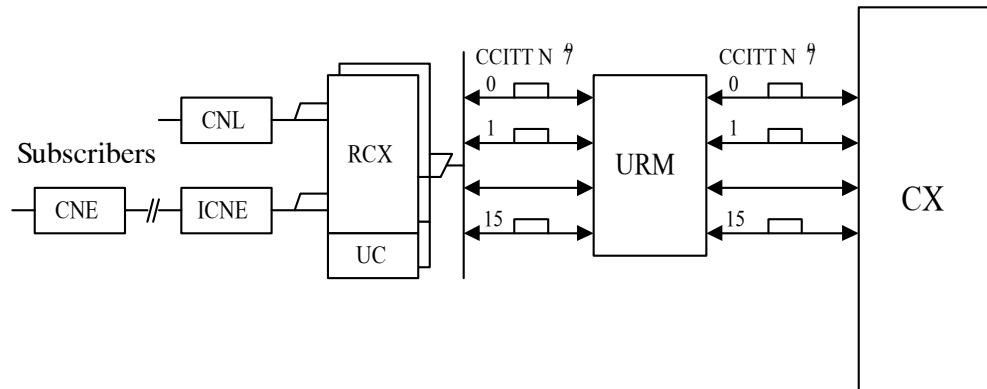 CCITT N°7
CCITT N°7
0
0
CNL
1
1
Subscribers
RCX
URM
CX
CNE
ICNE
15
15
UC